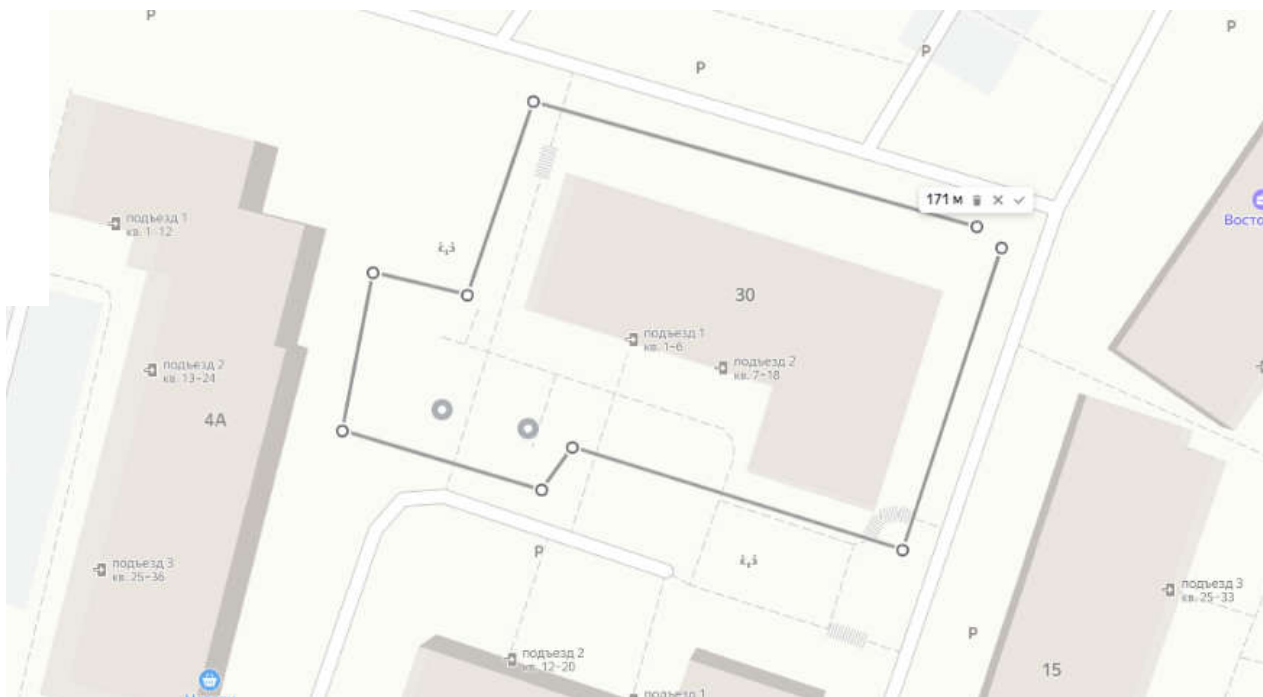 P
P
P
P
171 м
Восто
подъезд 1
кв. 1-12
30
подъезд 1
кв. 1-6
подъезд 2
кв. 7-18
подъезд 2
кв. 13-24
4А
P
подъезд 3
кв. 25-36
подъезд 3
кв. 25-33
P
подъезд 2
кв. 12-20
15
подъезд 1